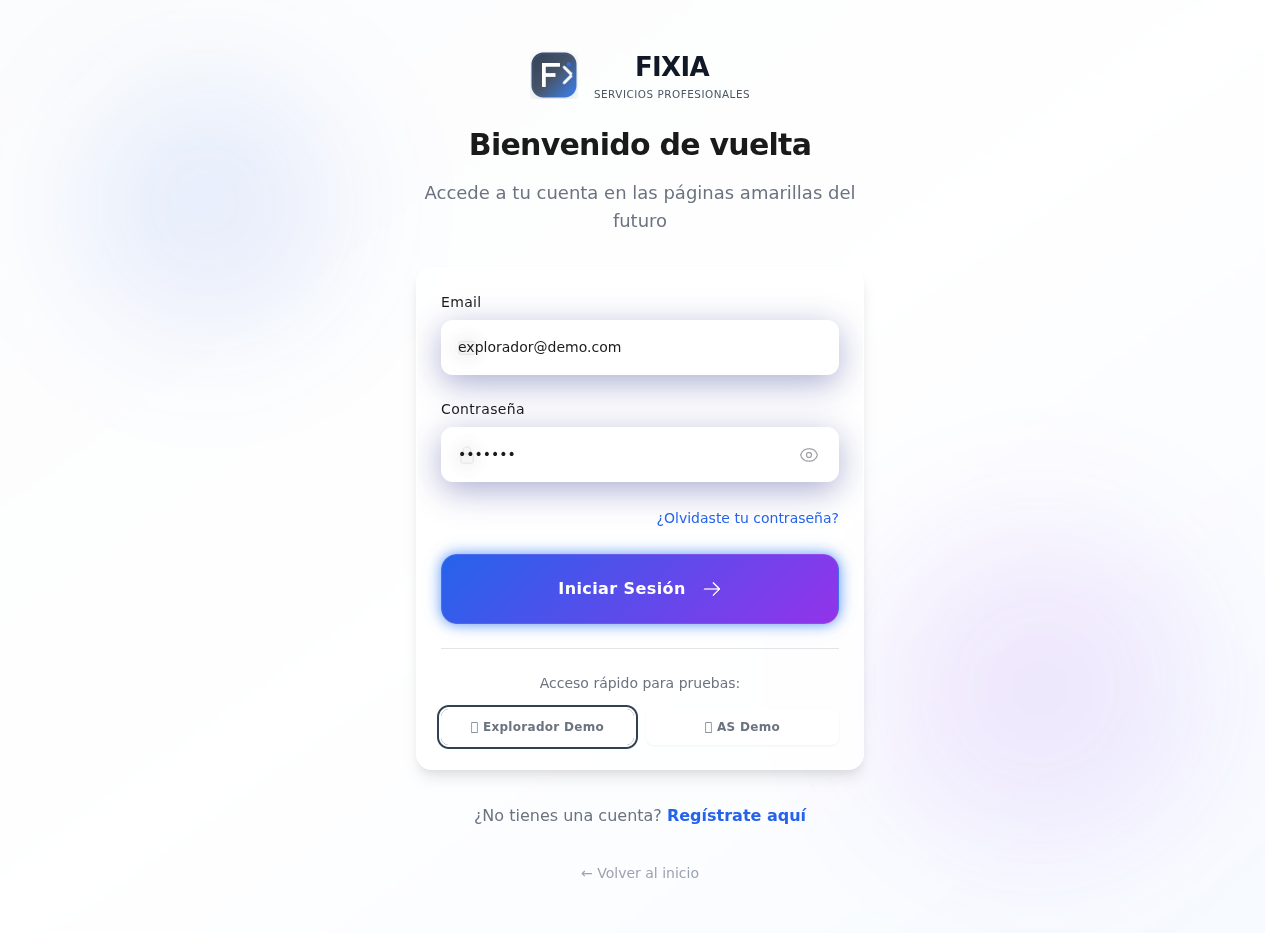 FIXIA
SERVICIOS PROFESIONALES
Bienvenido de vuelta
Accede a tu cuenta en las páginas amarillas del
futuro
Email
explorador@demo.com
Contraseña
•••••••
¿Olvidaste tu contraseña?
Iniciar Sesión →
Acceso rápido para pruebas:
Explorador Demo
AS Demo
¿No tienes una cuenta? Regístrate aquí
← Volver al inicio